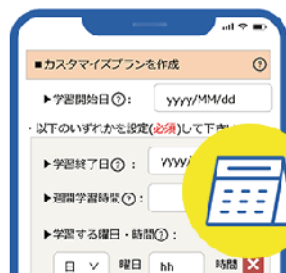 ■カスタマイズプランを作成 ?
▶学習開始日?: yyyy/MM/dd
・以下のいずれかを設定(必須)して下
▶学習終了日?: yyyy/
▶週間学習時間?:
▶学習する曜日・時間?:
日 曜日 hh 時間 X